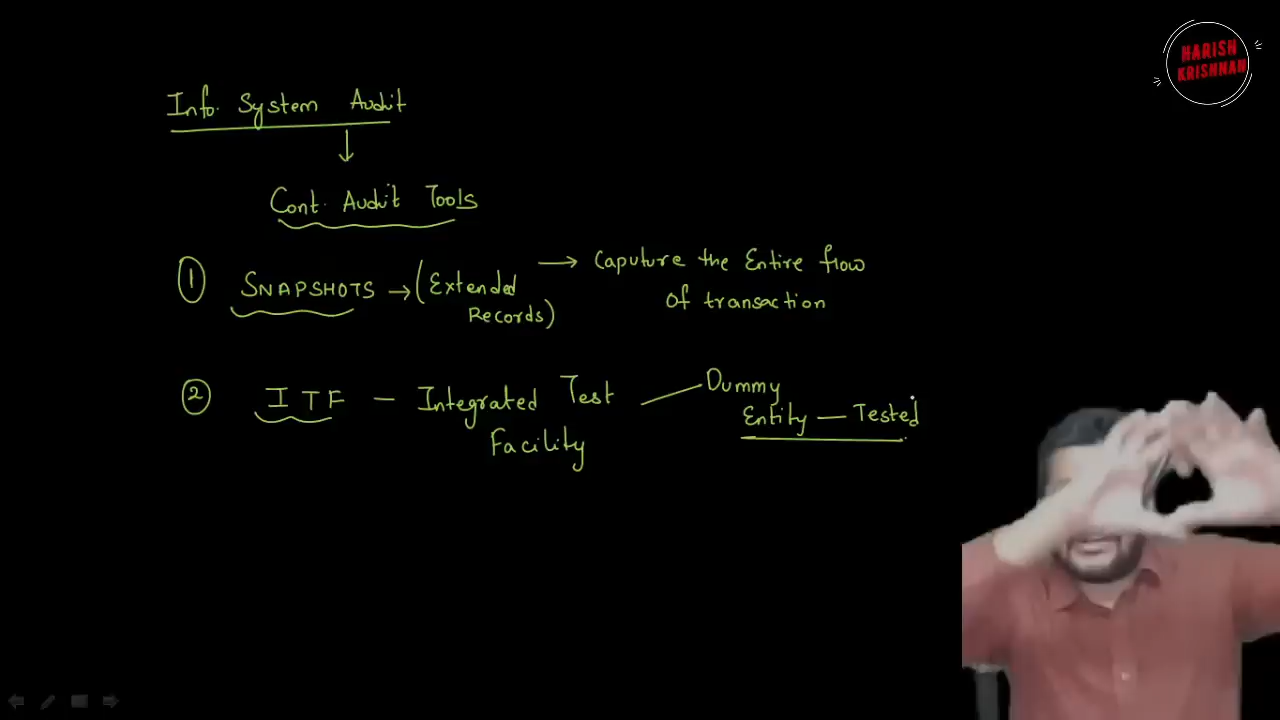 HARISH
KRISHNAN
Info. System Audit
Cont. Audit Tools
① SNAPSHOTS → (Extended Records) → Caputure the Entire flow of transaction
② ITF — Integrated Test Facility — Dummy Entity — Tested